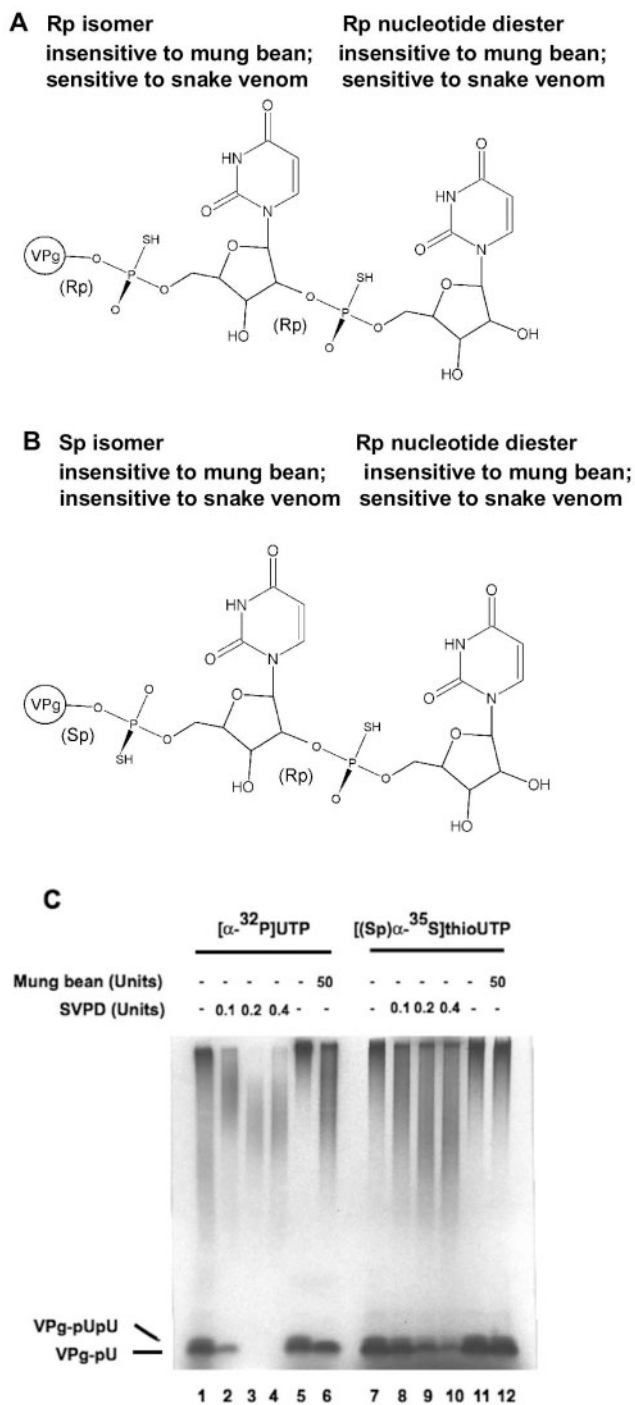 A Rp isomer Rp nucleotide diester
insensitive to mung bean; insensitive to mung bean;
sensitive to snake venom sensitive to snake venom
O
HN
O
N
O
HN
O
N
VPg
O
P
SH
O
O
(Rp)
O
HO
O
(Rp)
P
SH
O
O
O
OH
HO
B Sp isomer Rp nucleotide diester
insensitive to mung bean; insensitive to mung bean;
insensitive to snake venom sensitive to snake venom
O
HN
O
N
O
HN
O
N
VPg
O
P
O
SH
O
(Sp)
O
HO
O
(Rp)
P
SH
O
O
O
OH
HO
C
[α-32P]UTP [(Sp)α-35S]thioUTP
Mung bean (Units) - - - - - 50 - - - - - 50
SVPD (Units) - 0.1 0.2 0.4 - - - 0.1 0.2 0.4 - -
VPg-pUpU
VPg-pU
1 2 3 4 5 6 7 8 9 10 11 12